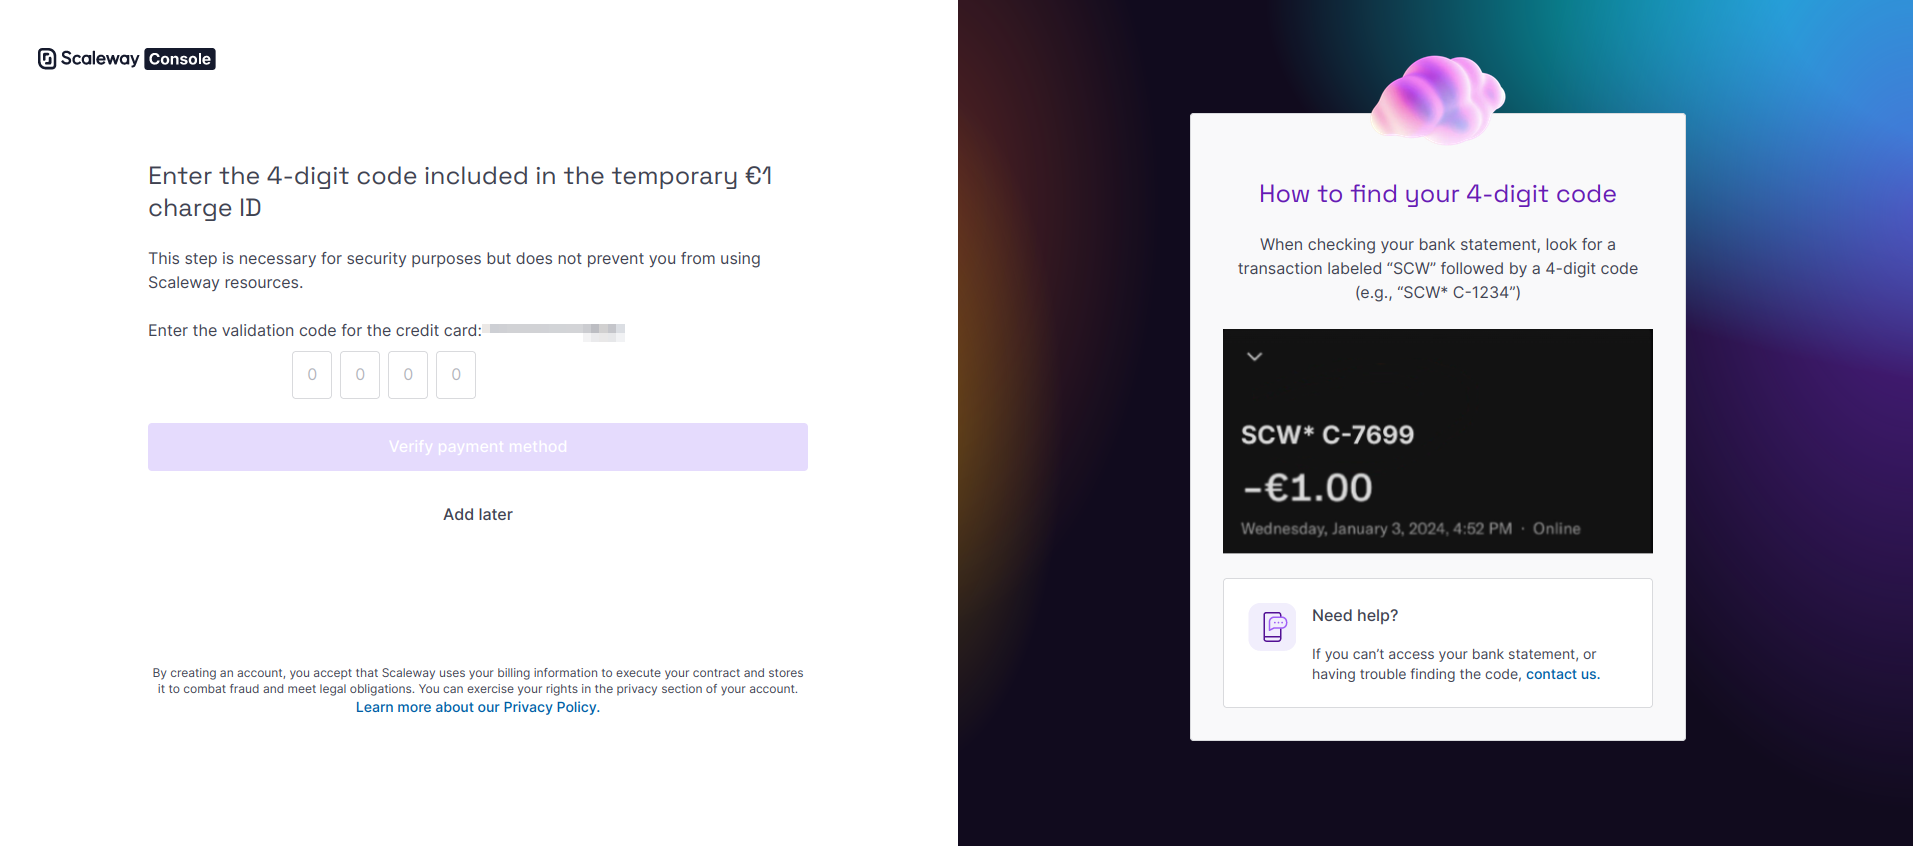 Scaleway Console
Enter the 4-digit code included in the temporary €1
charge ID
This step is necessary for security purposes but does not prevent you from using
Scaleway resources.
Enter the validation code for the credit card:
0 0 0 0
Verify payment method
Add later
By creating an account, you accept that Scaleway uses your billing information to execute your contract and stores
it to combat fraud and meet legal obligations. You can exercise your rights in the privacy section of your account.
Learn more about our Privacy Policy.
How to find your 4-digit code
When checking your bank statement, look for a
transaction labeled “SCW” followed by a 4-digit code
(e.g., “SCW* C-1234”)
SCW* C-7699
-€1.00
Wednesday, January 3, 2024, 4:52 PM · Online
Need help?
If you can’t access your bank statement, or
having trouble finding the code, contact us.